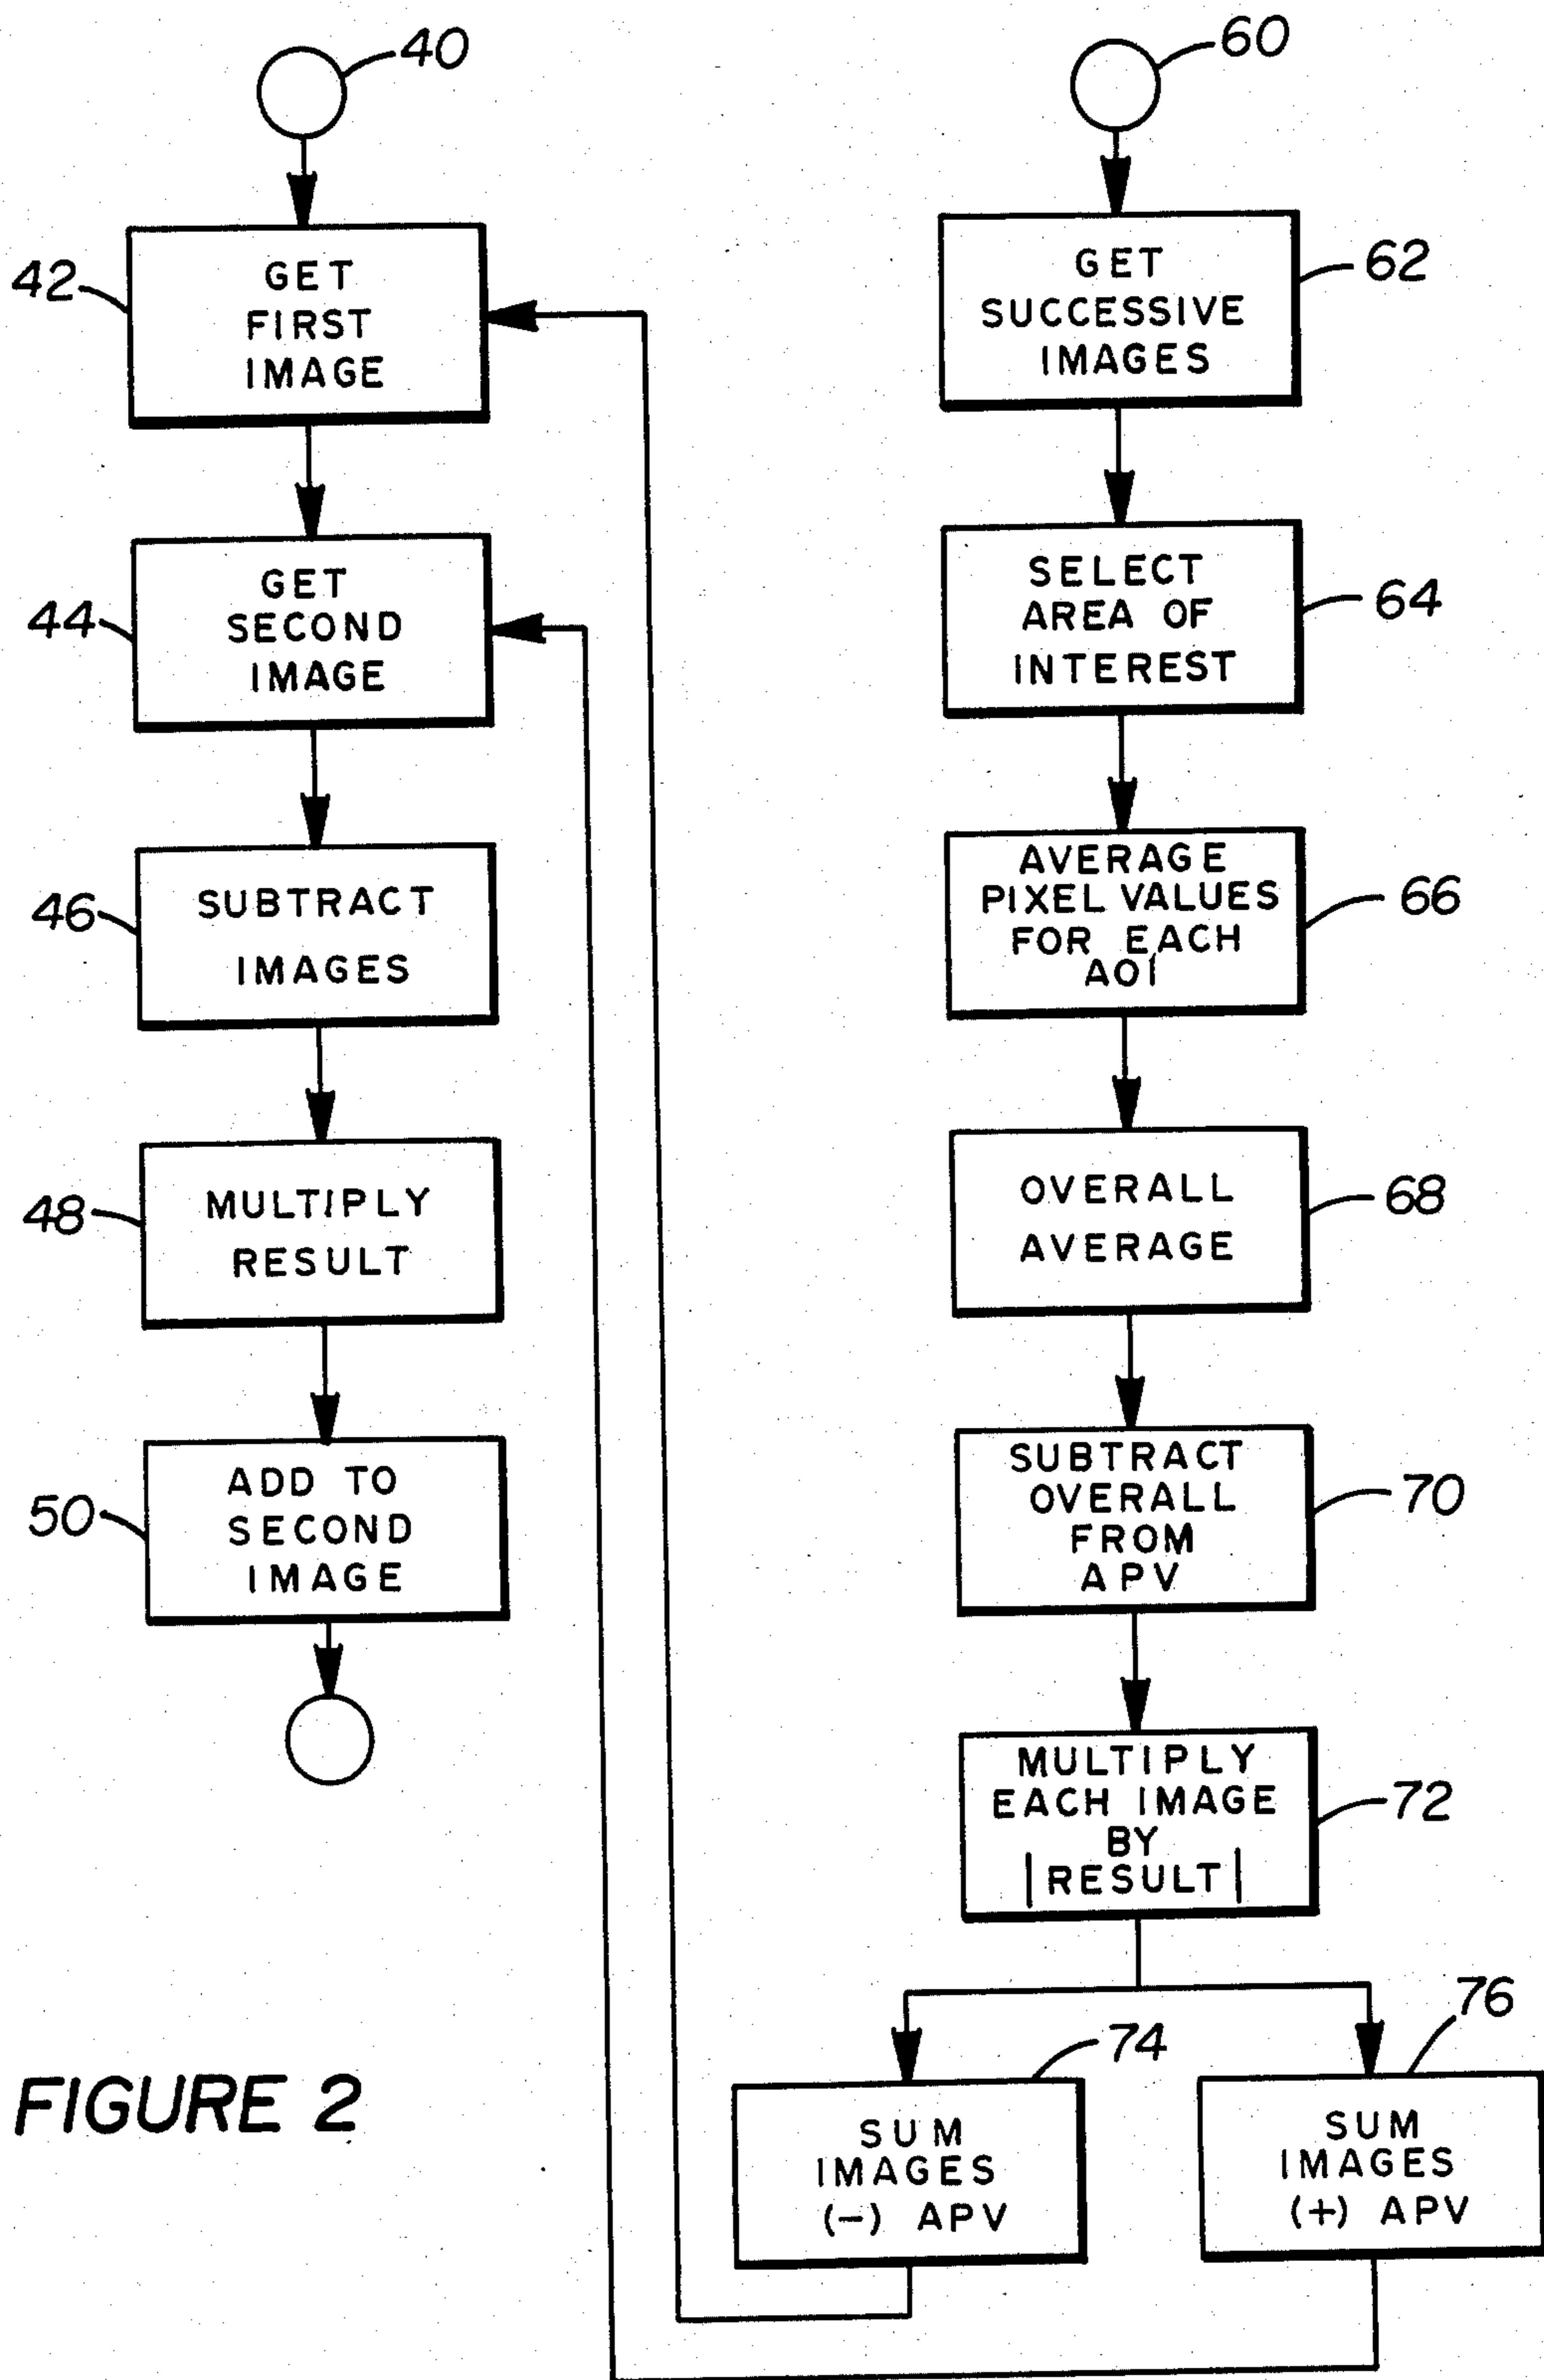 40
42
GET
FIRST
IMAGE
44
GET
SECOND
IMAGE
46
SUBTRACT
IMAGES
48
MULTIPLY
RESULT
50
ADD TO
SECOND
IMAGE
60
62
GET
SUCCESSIVE
IMAGES
64
SELECT
AREA OF
INTEREST
66
AVERAGE
PIXEL VALUES
FOR EACH
AOI
68
OVERALL
AVERAGE
70
SUBTRACT
OVERALL
FROM
APV
72
MULTIPLY
EACH IMAGE
BY
|RESULT|
74
SUM
IMAGES
(-) APV
76
SUM
IMAGES
(+) APV
FIGURE 2